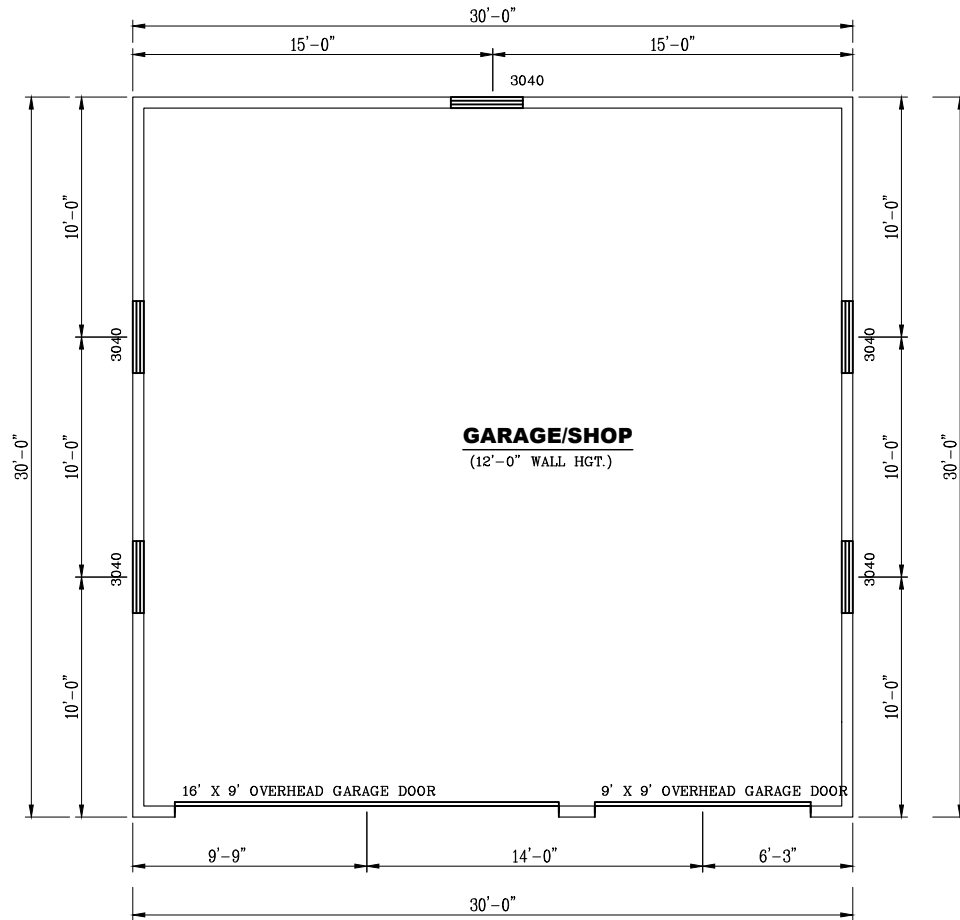 30'-0"
15'-0" 15'-0"
3040
10'-0" 10'-0"
3040 3040
GARAGE/SHOP
(12'-0" WALL HGT.)
30'-0" 10'-0" 10'-0" 30'-0"
3040 3040
10'-0" 10'-0"
16' X 9' OVERHEAD GARAGE DOOR 9' X 9' OVERHEAD GARAGE DOOR
9'-9" 14'-0" 6'-3"
30'-0"